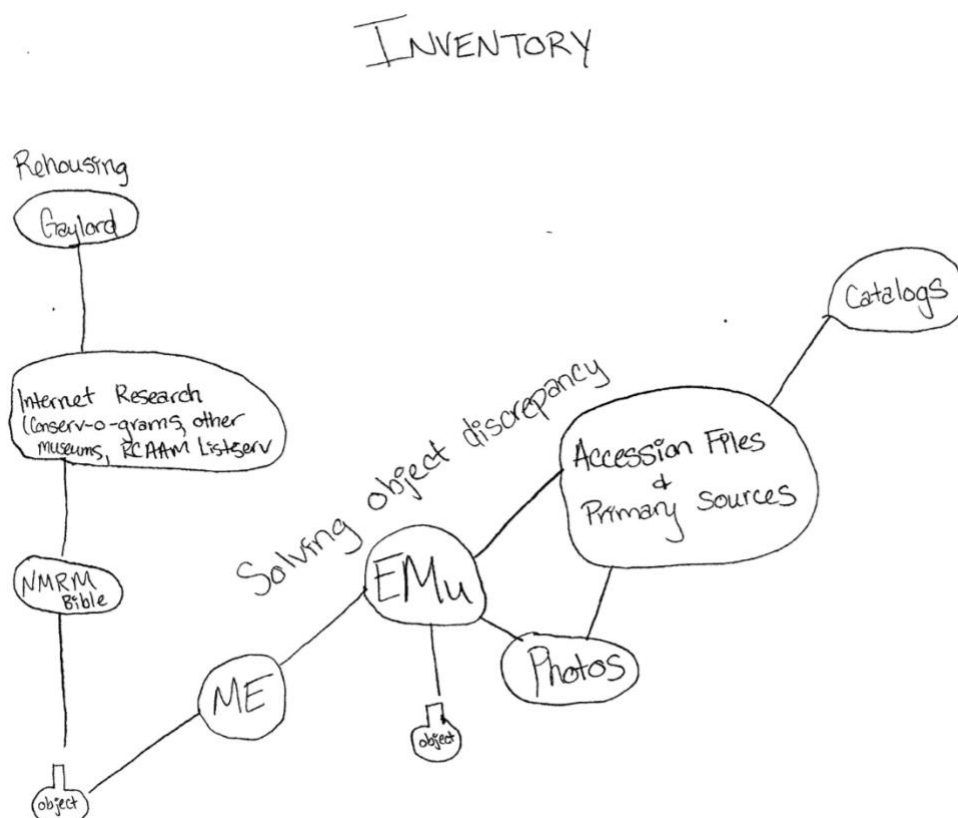 INVENTORY
Rehousing
Gaylord
Catalogs
Internet Research
(Conserv-o-grams, other
museums, RCAAM Listserv
Solving object discrepancy
Accession Files
&
Primary Sources
NMRM
Bible
EMu
Photos
ME
object
object